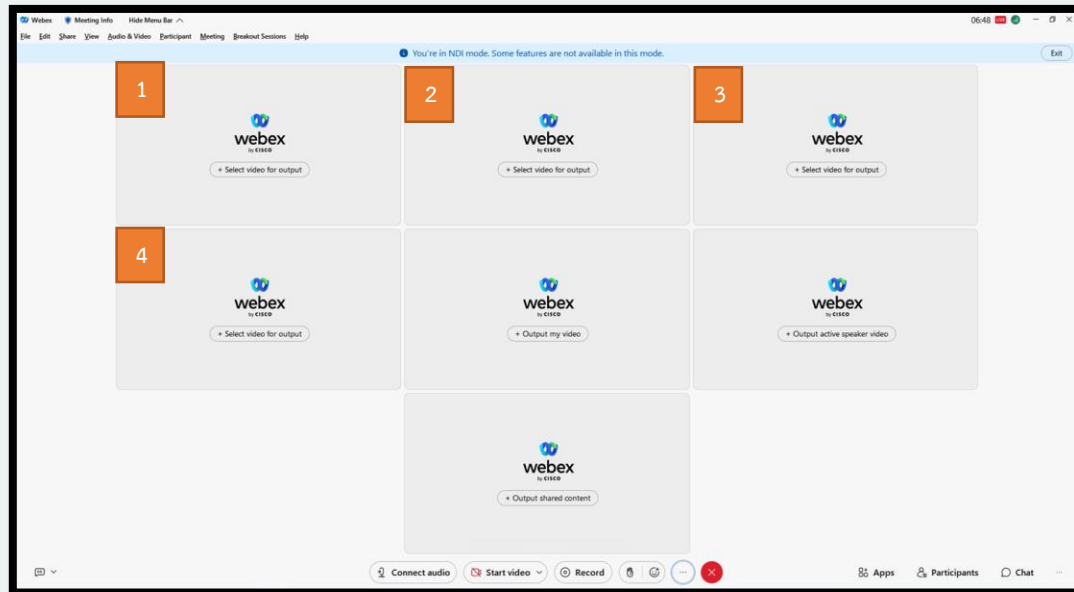 Webex Meeting Info Hide Menu Bar 06:48 LIVE
File Edit Share View Audio & Video Participant Meeting Breakout Sessions Help
You're in NDI mode. Some features are not available in this mode. Exit
1 2 3
webex webex webex
by CISCO by CISCO by CISCO
+ Select video for output + Select video for output + Select video for output
4
webex webex webex
by CISCO by CISCO by CISCO
+ Select video for output + Output my video + Output active speaker video
webex
by CISCO
+ Output shared content
Connect audio Start video Record Apps Participants Chat